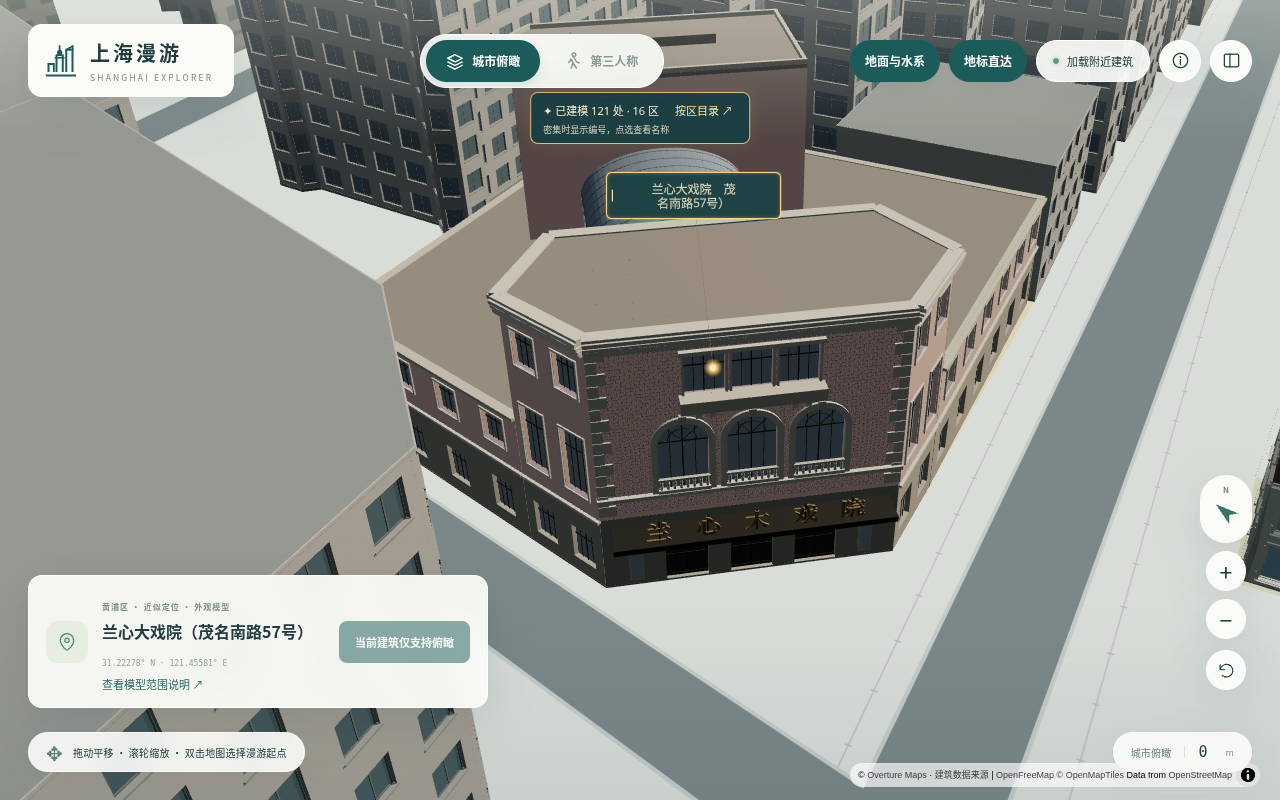 上海漫游
SHANGHAI EXPLORER
城市俯瞰
第三人称
地面与水系
地标直达
加载附近建筑
✦ 已建模 121 处 · 16 区 按区目录 ↗
密集时显示编号，点选查看名称
兰心大戏院 茂
名南路57号）
兰心大戏院
N
黄浦区 · 近似定位 · 外观模型
兰心大戏院（茂名南路57号）
31.22278° N · 121.45581° E
查看模型范围说明 ↗
当前建筑仅支持俯瞰
拖动平移 · 滚轮缩放 · 双击地图选择漫游起点
城市俯瞰 0 m
© Overture Maps · 建筑数据来源 | OpenFreeMap © OpenMapTiles Data from OpenStreetMap